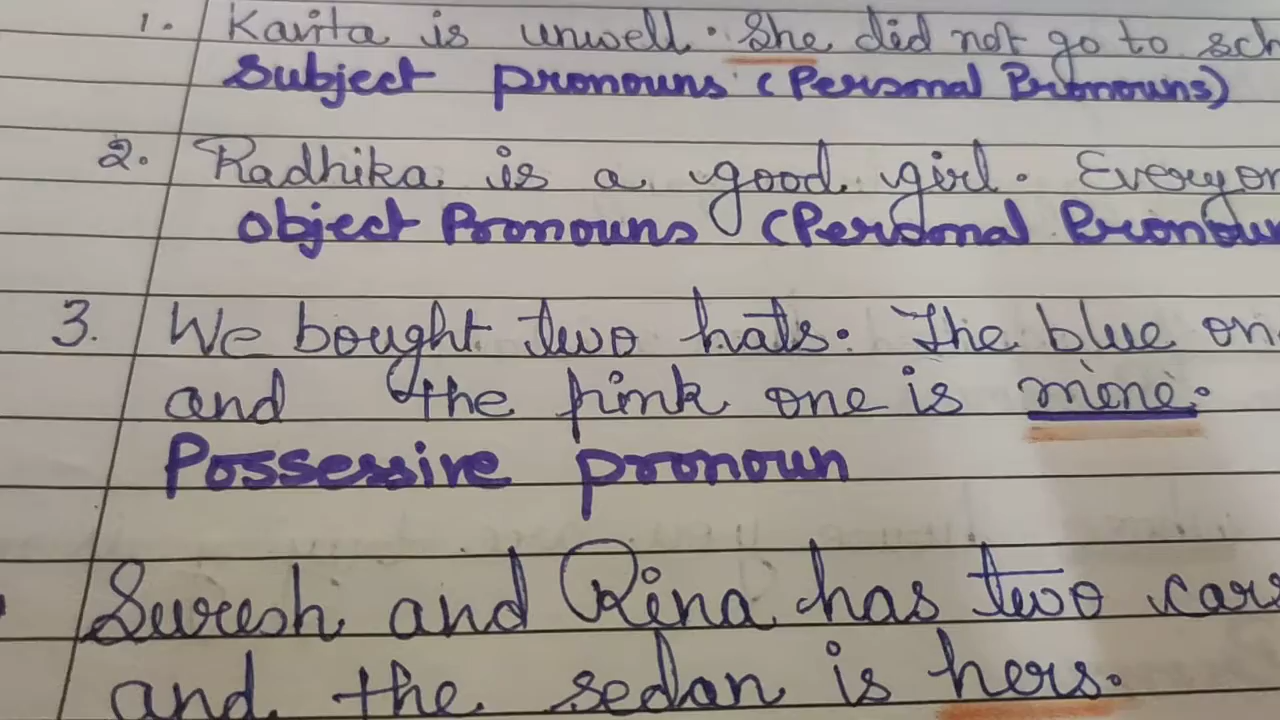 1. Kavita is unwell. She did not go to sch
Subject pronouns (Personal Pronouns)
2. Radhika is a good girl. Everyon
object Pronouns (Personal Pronoun
3. We bought two hats. The blue on
and the pink one is mine.
Possessive pronoun
Suresh and Rina has two cars
and the sedan is hers.